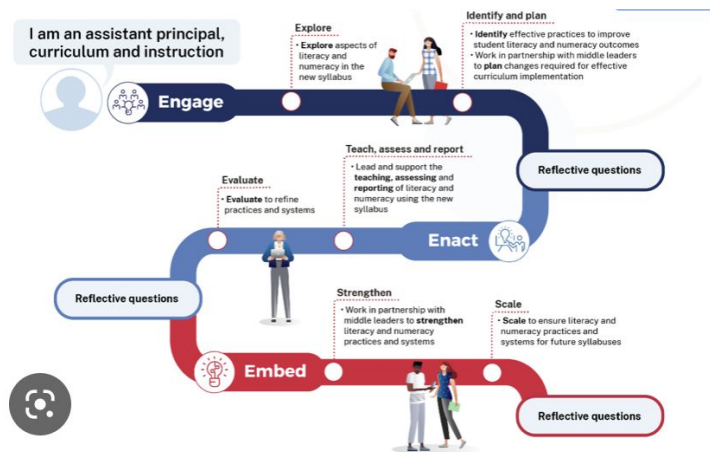 I am an assistant principal,
curriculum and instruction
Engage
Explore
• Explore aspects of
literacy and
numeracy in the
new syllabus
Identify and plan
• Identify effective practices to improve
student literacy and numeracy outcomes
• Work in partnership with middle leaders
to plan changes required for effective
curriculum implementation
Reflective questions
Enact
Teach, assess and report
• Lead and support the
teaching, assessing and
reporting of literacy and
numeracy using the new
syllabus
Evaluate
• Evaluate to refine
practices and systems
Reflective questions
Embed
Strengthen
• Work in partnership with
middle leaders to strengthen
literacy and numeracy
practices and systems
Scale
• Scale to ensure literacy and
numeracy practices and
systems for future syllabuses
Reflective questions